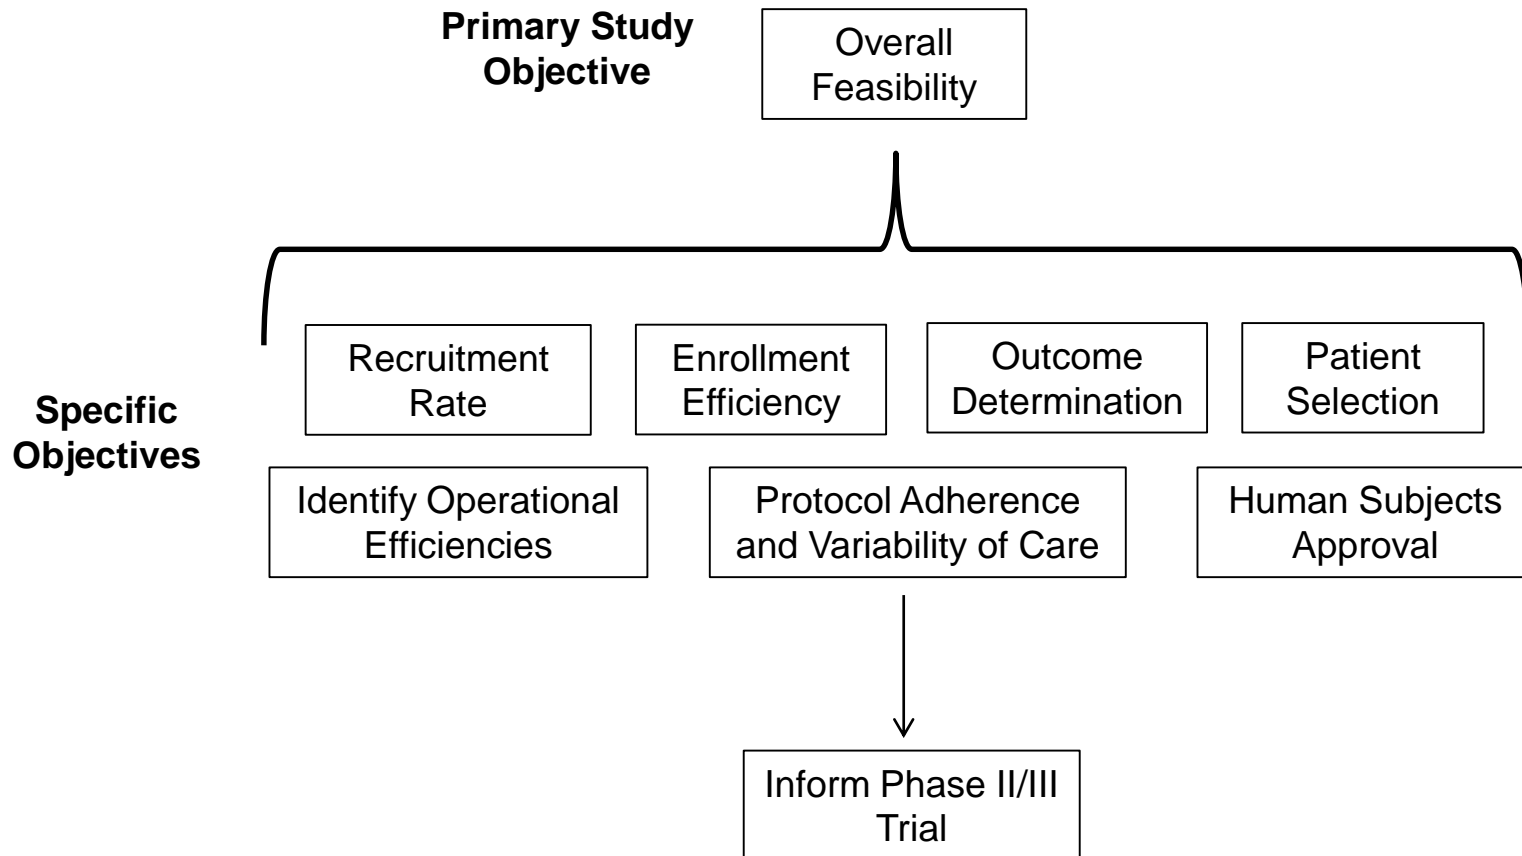 Primary Study
Objective
Overall
Feasibility
Recruitment
Rate
Enrollment
Efficiency
Outcome
Determination
Patient
Selection
Specific
Objectives
Identify Operational
Efficiencies
Protocol Adherence
and Variability of Care
Human Subjects
Approval
Inform Phase II/III
Trial